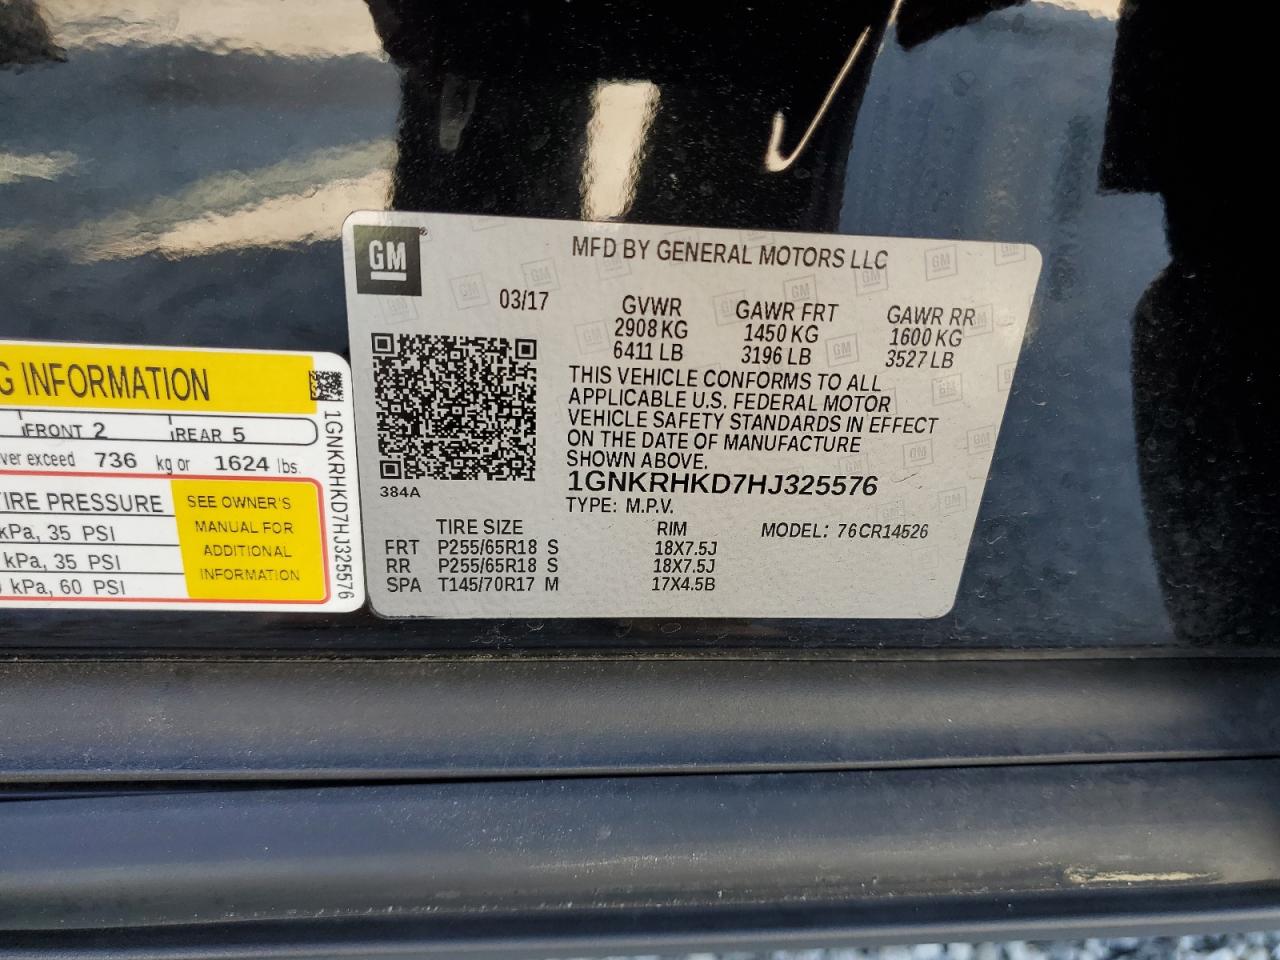 G INFORMATION
FRONT 2 REAR 5
ver exceed 736 kg or 1624 lbs.
TIRE PRESSURE
kPa, 35 PSI
kPa, 35 PSI
kPa, 60 PSI
SEE OWNER'S
MANUAL FOR
ADDITIONAL
INFORMATION
1GNKRHKD7HJ325576
GM®
MFD BY GENERAL MOTORS LLC
03/17 GVWR GAWR FRT GAWR RR
2908 KG 1450 KG 1600 KG
6411 LB 3196 LB 3527 LB
THIS VEHICLE CONFORMS TO ALL
APPLICABLE U.S. FEDERAL MOTOR
VEHICLE SAFETY STANDARDS IN EFFECT
ON THE DATE OF MANUFACTURE
SHOWN ABOVE.
1GNKRHKD7HJ325576
384A
TYPE: M.P.V.
TIRE SIZE RIM MODEL: 76CR14526
FRT P255/65R18 S 18X7.5J
RR P255/65R18 S 18X7.5J
SPA T145/70R17 M 17X4.5B